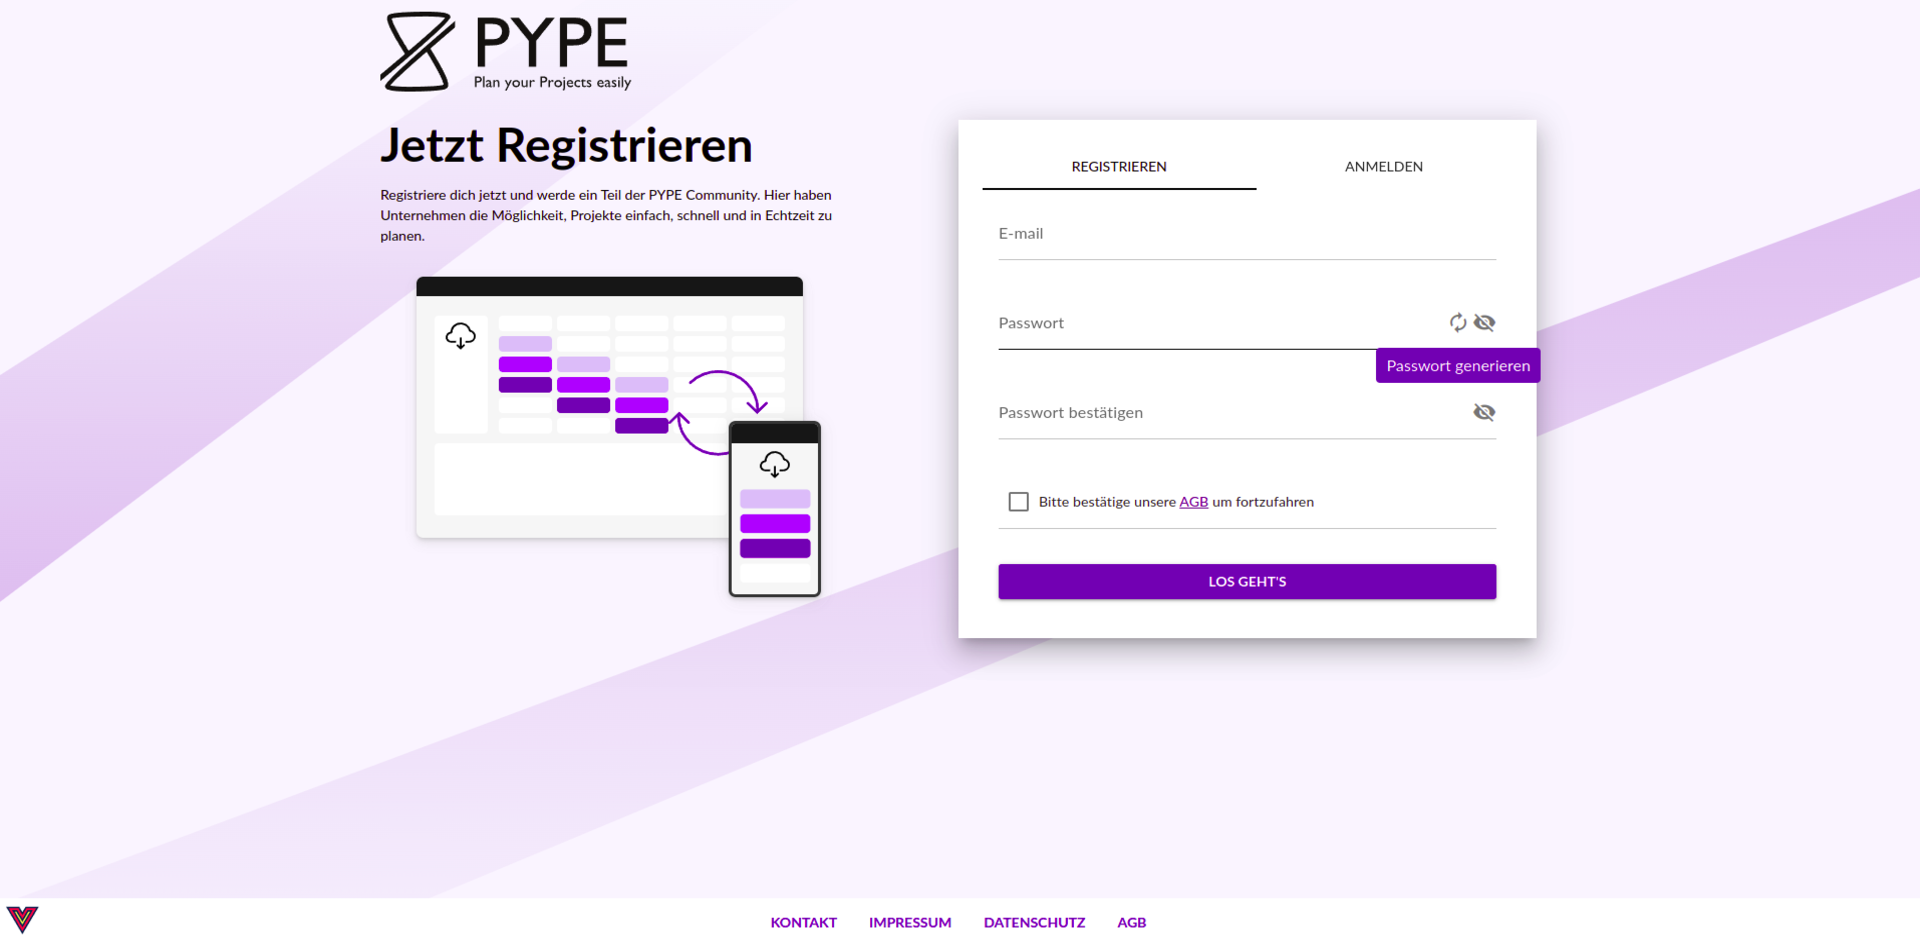 PYPE
Plan your Projects easily
Jetzt Registrieren
Registriere dich jetzt und werde ein Teil der PYPE Community. Hier haben
Unternehmen die Möglichkeit, Projekte einfach, schnell und in Echtzeit zu
planen.
REGISTRIEREN
ANMELDEN
E-mail
Passwort
Passwort generieren
Passwort bestätigen
Bitte bestätige unsere AGB um fortzufahren
LOS GEHT'S
KONTAKT
IMPRESSUM
DATENSCHUTZ
AGB